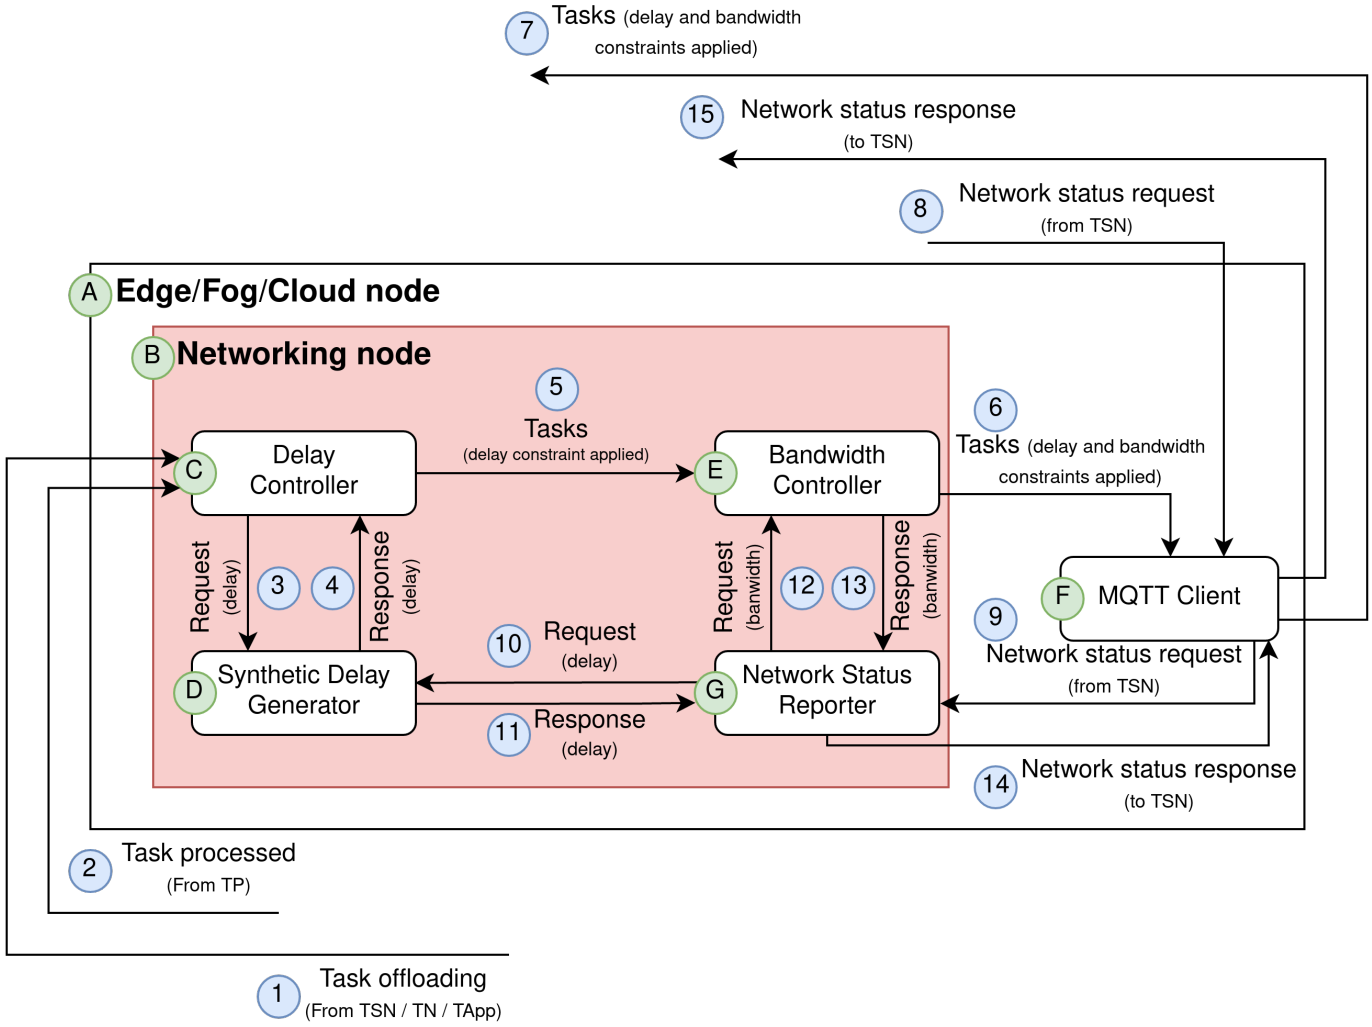 7
Tasks (delay and bandwidth
constraints applied)
15
Network status response
(to TSN)
8
Network status request
(from TSN)
A
Edge/Fog/Cloud node
B
Networking node
5
Tasks
(delay constraint applied)
6
Tasks (delay and bandwidth
constraints applied)
C
Delay
Controller
E
Bandwidth
Controller
Request
(delay)
3
4
Response
(delay)
Request
(banwidth)
12
13
Response
(banwidth)
F
MQTT Client
9
Network status request
(from TSN)
10
Request
(delay)
D
Synthetic Delay
Generator
G
Network Status
Reporter
11
Response
(delay)
14
Network status response
(to TSN)
2
Task processed
(From TP)
1
Task offloading
(From TSN / TN / TApp)